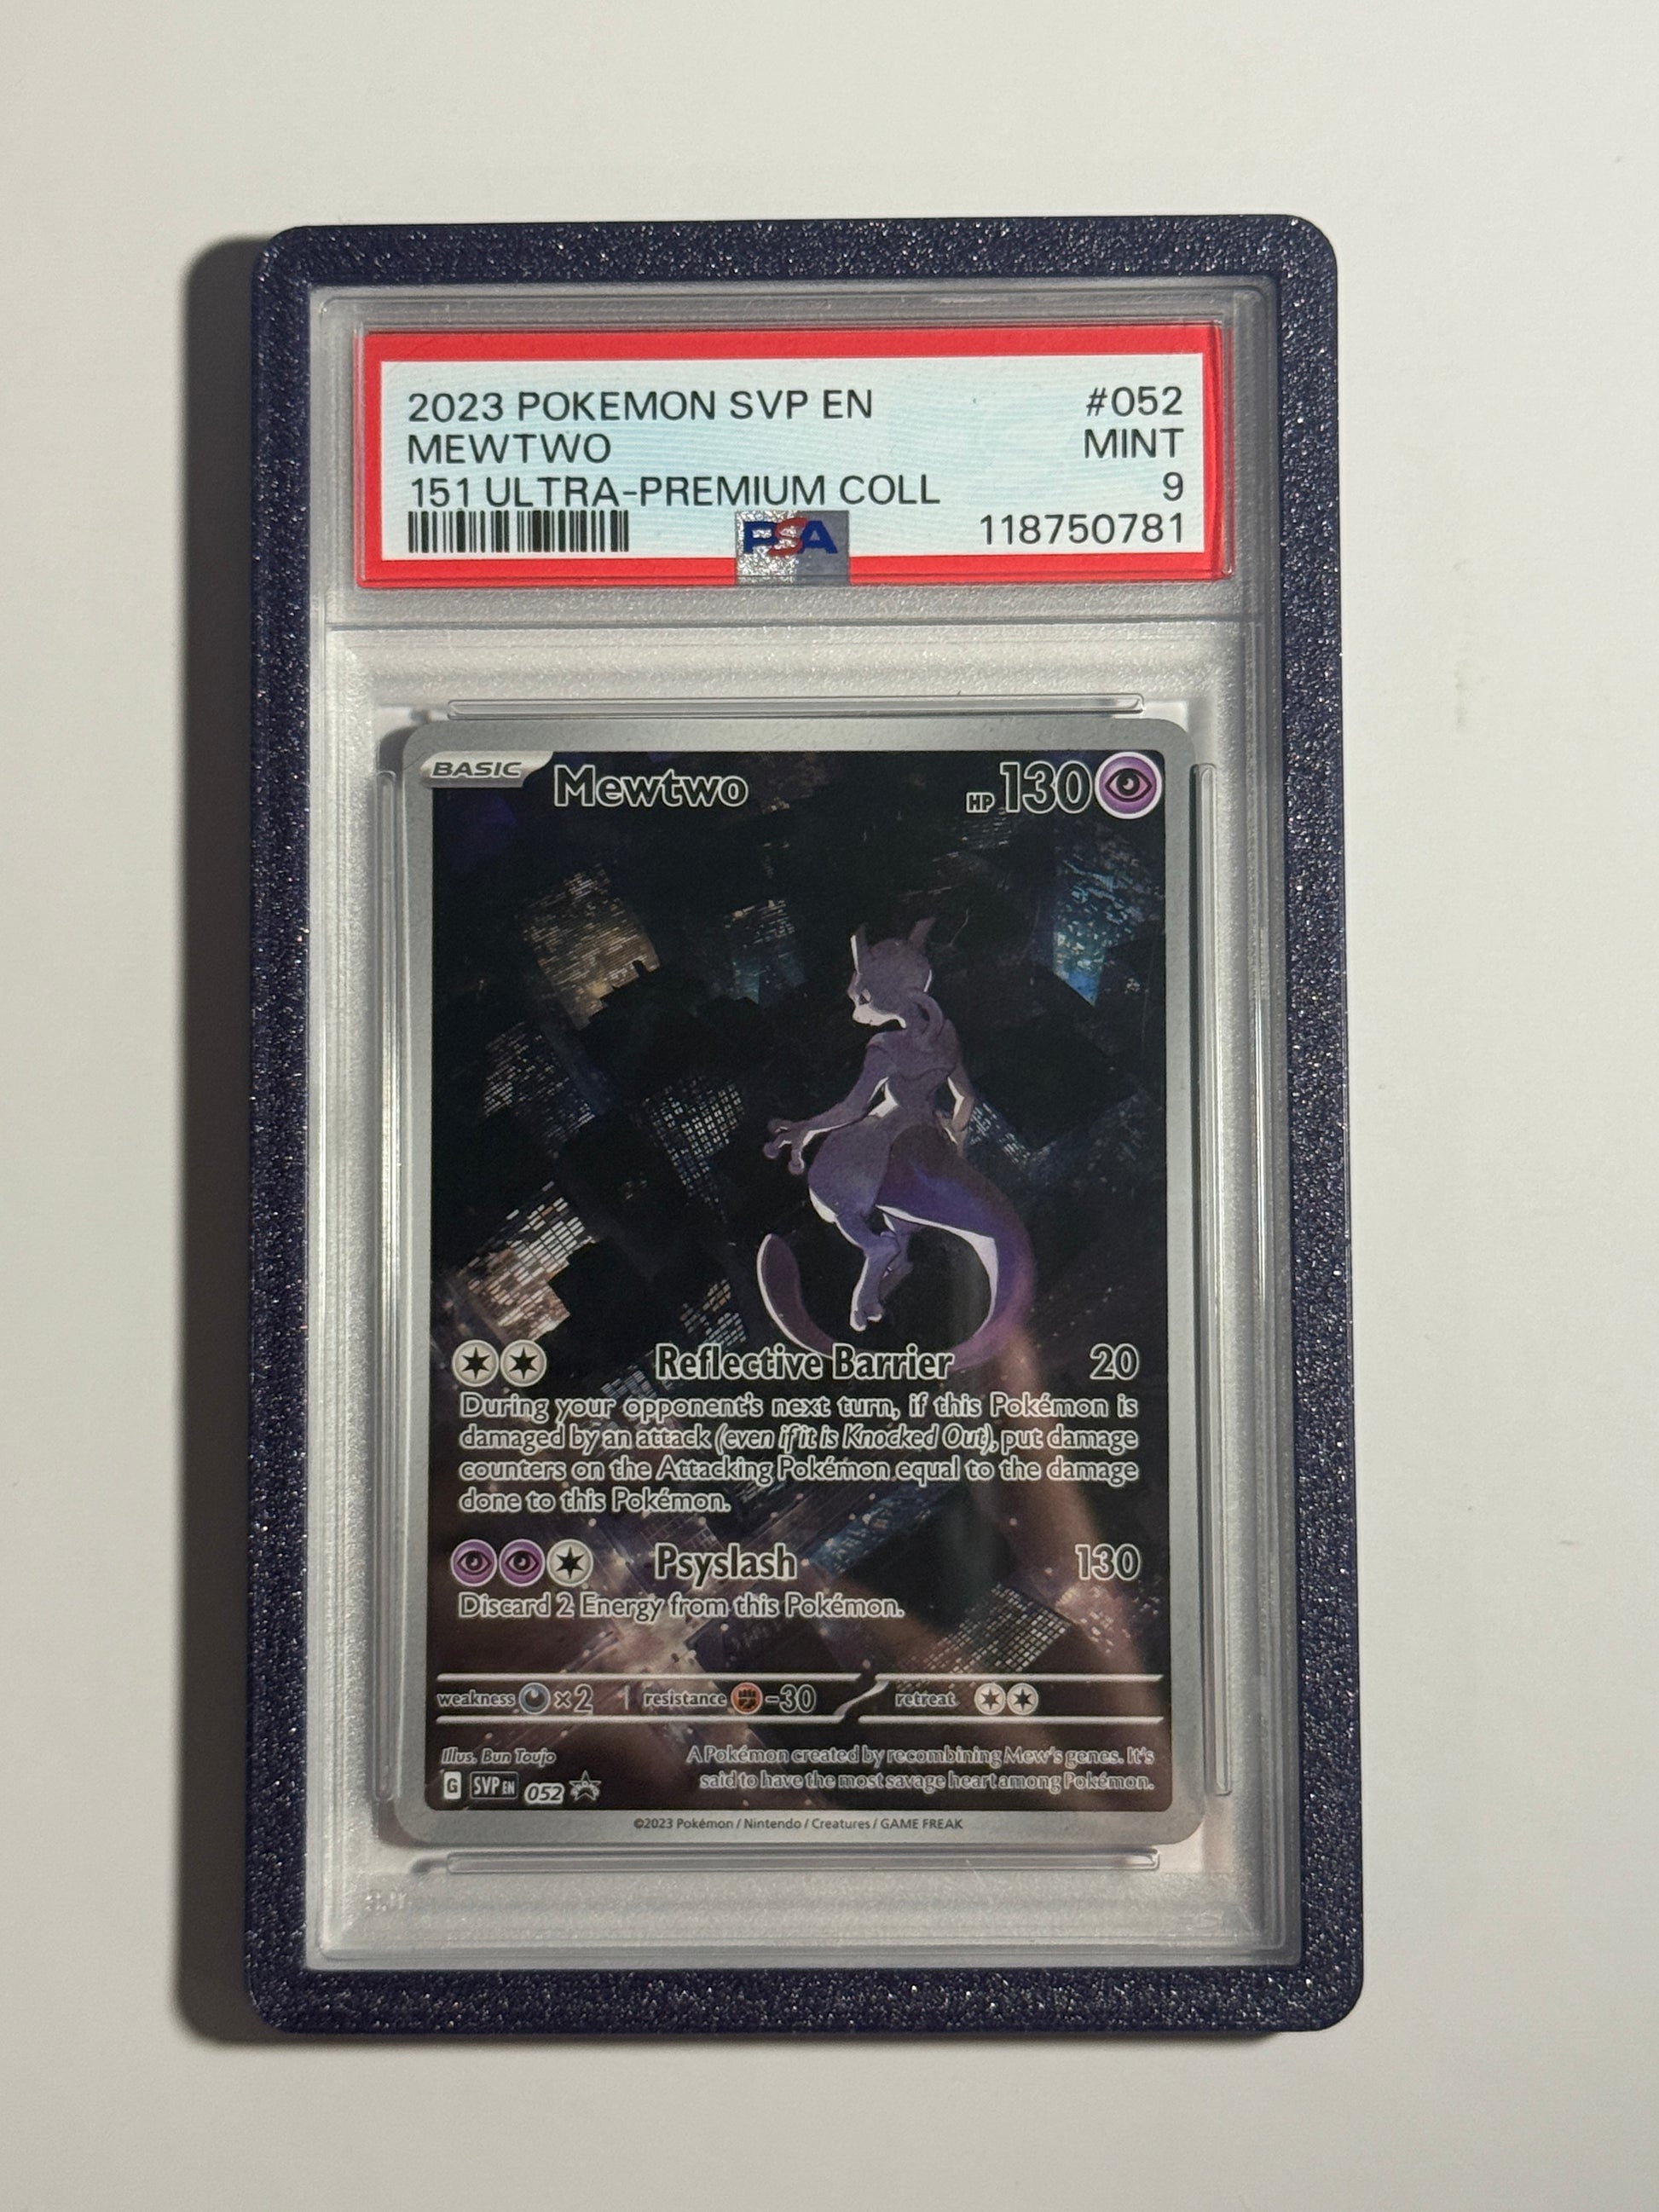 2023 POKEMON SVP EN #052
MEWTWO MINT
151 ULTRA-PREMIUM COLL 9
PSA 118750781
BASIC Mewtwo HP 130
Reflective Barrier 20
During your opponent's next turn, if this Pokémon is
damaged by an attack (even if it is Knocked Out), put damage
counters on the Attacking Pokémon equal to the damage
done to this Pokémon.
Psyslash 130
Discard 2 Energy from this Pokémon.
weakness ×2 resistance -30 retreat
Illus. Bun Toujo
A Pokémon created by recombining Mew's genes. It's
said to have the most savage heart among Pokémon.
G SVP EN 052
©2023 Pokémon / Nintendo / Creatures / GAME FREAK